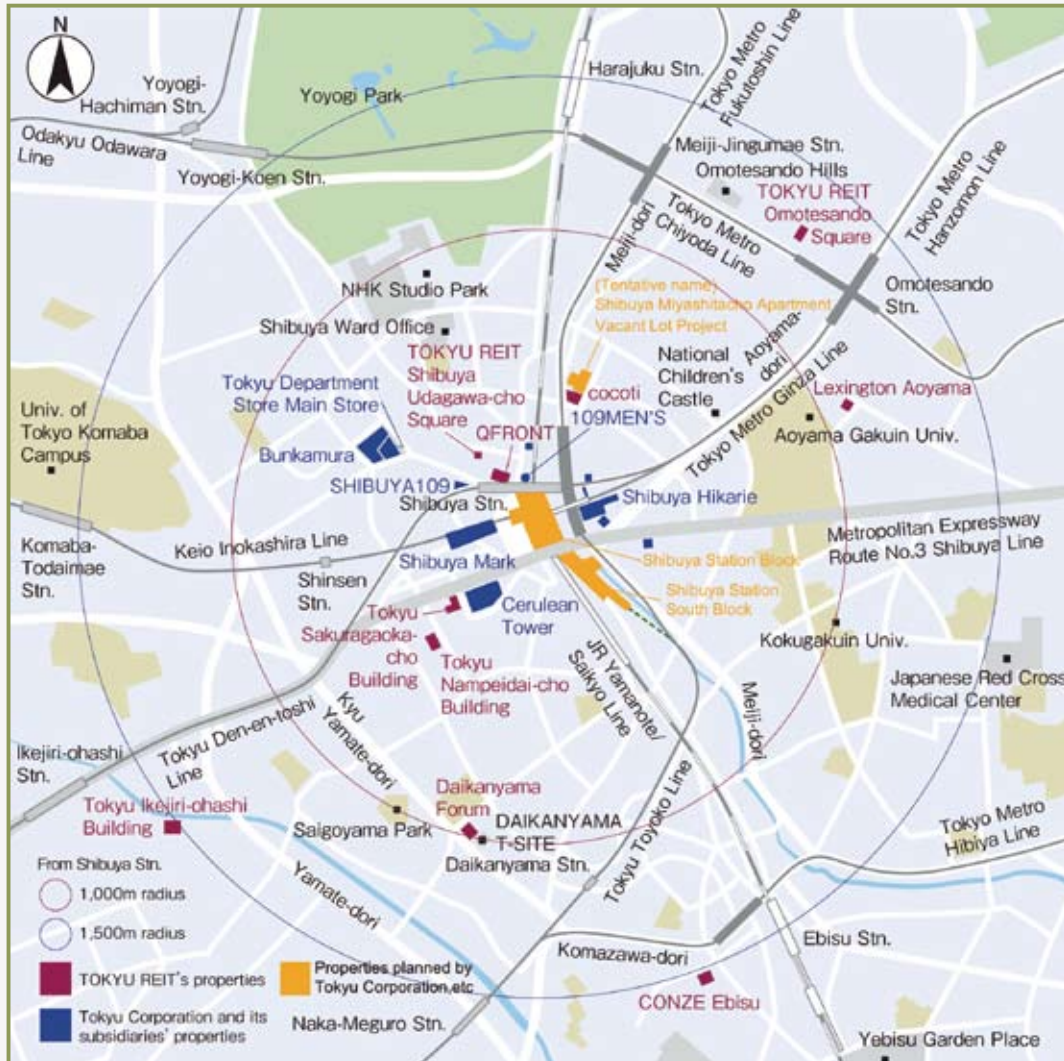 N
Yoyogi-
Hachiman Stn.
Yoyogi Park
Harajuku Stn.
Tokyo Metro
Fukutoshin Line
Odakyu Odawara
Line
Yoyogi-Koen Stn.
Meiji-Jingumae Stn.
Omotesando Hills
TOKYU REIT
Omotesando
Square
Tokyo Metro
Hanzomon Line
Tokyo Metro
Chiyoda Line
Meiji-dori
NHK Studio Park
(Tentative name)
Shibuya Miyashitacho Apartment
Vacant Lot Project
Omotesando
Stn.
Shibuya Ward Office
TOKYU REIT
Shibuya
Udagawa-cho
Square
Tokyu Department
Store Main Store
National
Children's
Castle
Aoyama-
dori
Tokyo Metro Ginza Line
Lexington Aoyama
cocoti
109MEN'S
Univ. of
Tokyo Komaba
Campus
Bunkamura
QFRONT
Aoyama Gakuin Univ.
SHIBUYA109
Shibuya Stn.
Shibuya Hikarie
Metropolitan Expressway
Route No.3 Shibuya Line
Keio Inokashira Line
Komaba-
Todaimae
Stn.
Shinsen
Stn.
Shibuya Mark
Shibuya Station Block
Shibuya Station
South Block
Cerulean
Tower
Tokyu
Sakuragaoka-
cho
Building
Kokugakuin Univ.
Tokyu
Nampeidai-cho
Building
JR Yamanote/
Saikyo Line
Japanese Red Cross
Medical Center
Meiji-dori
Kyu
Yamate-dori
Tokyu Den-en-toshi
Line
Ikejiri-ohashi
Stn.
Tokyu Toyoko Line
Tokyu Ikejiri-ohashi
Building
Saigoyama Park
Daikanyama
Forum
DAIKANYAMA
T-SITE
Daikanyama Stn.
Tokyo Metro
Hibiya Line
Yamate-dori
Komazawa-dori
Ebisu Stn.
CONZE Ebisu
Naka-Meguro Stn.
Yebisu Garden Place
From Shibuya Stn.
1,000m radius
1,500m radius
TOKYU REIT's properties
Properties planned by
Tokyu Corporation,etc
Tokyu Corporation and its
subsidiaries' properties